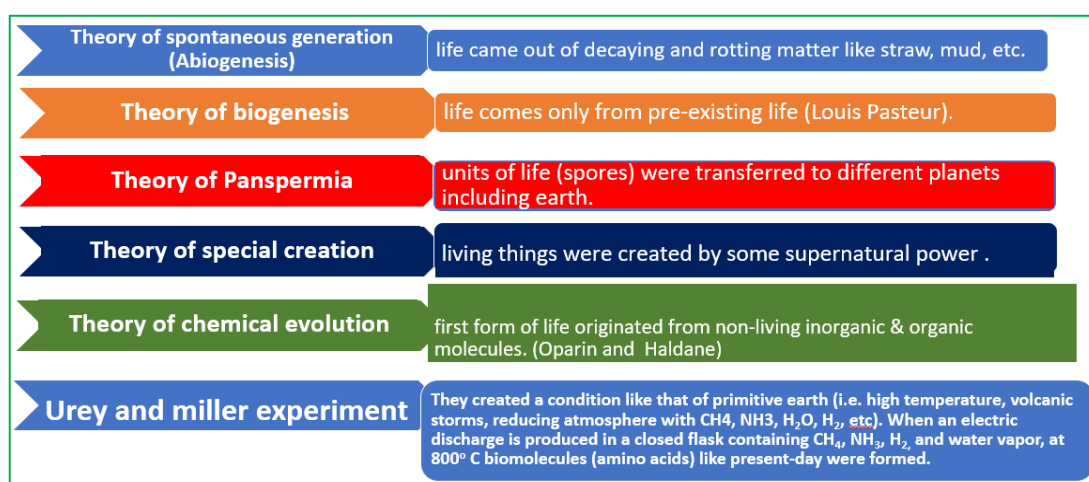 Theory of spontaneous generation
(Abiogenesis)
life came out of decaying and rotting matter like straw, mud, etc.
Theory of biogenesis
life comes only from pre-existing life (Louis Pasteur).
Theory of Panspermia
units of life (spores) were transferred to different planets
including earth.
Theory of special creation
living things were created by some supernatural power .
Theory of chemical evolution
first form of life originated from non-living inorganic & organic
molecules. (Oparin and  Haldane)
Urey and miller experiment
They created a condition like that of primitive earth (i.e. high temperature, volcanic
storms, reducing atmosphere with CH4, NH3, H₂O, H₂, etc). When an electric
discharge is produced in a closed flask containing CH₄, NH₃, H₂, and water vapor, at
800⁰ C biomolecules (amino acids) like present-day were formed.